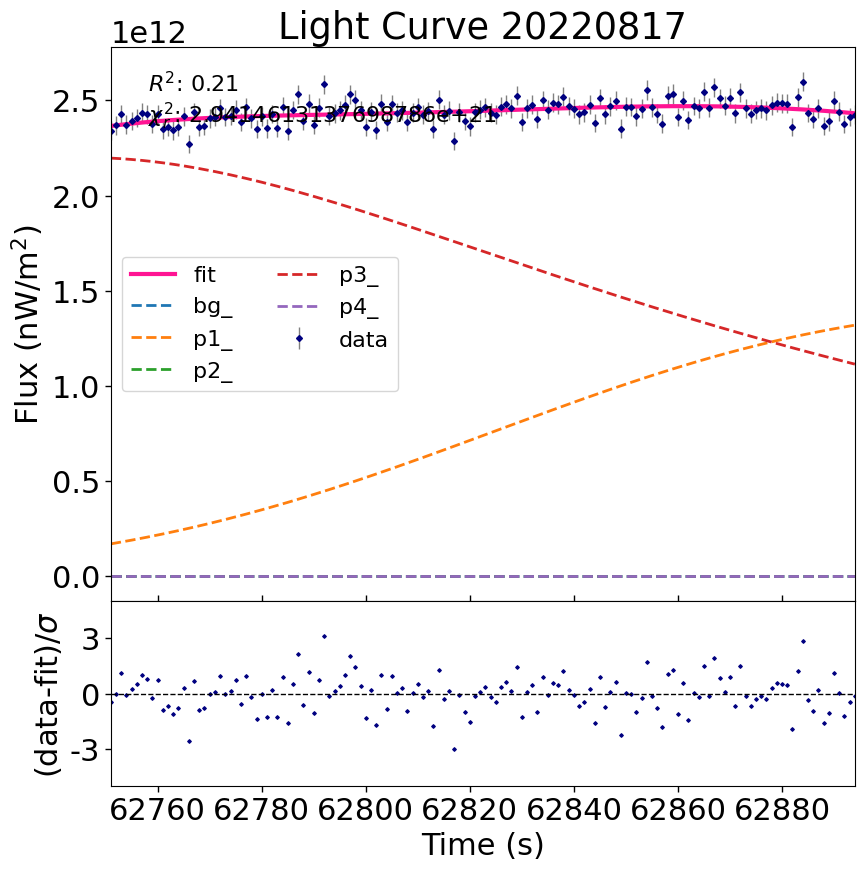 Light Curve 20220817
1e12
R²: 0.21
2.5
2.0
1.5
1.0
0.5
0.0
Flux (nW/m²)
fit
bg_
p1_
p2_
p3_
p4_
data
3
0
-3
(data-fit)/σ
62760 62780 62800 62820 62840 62860 62880
Time (s)